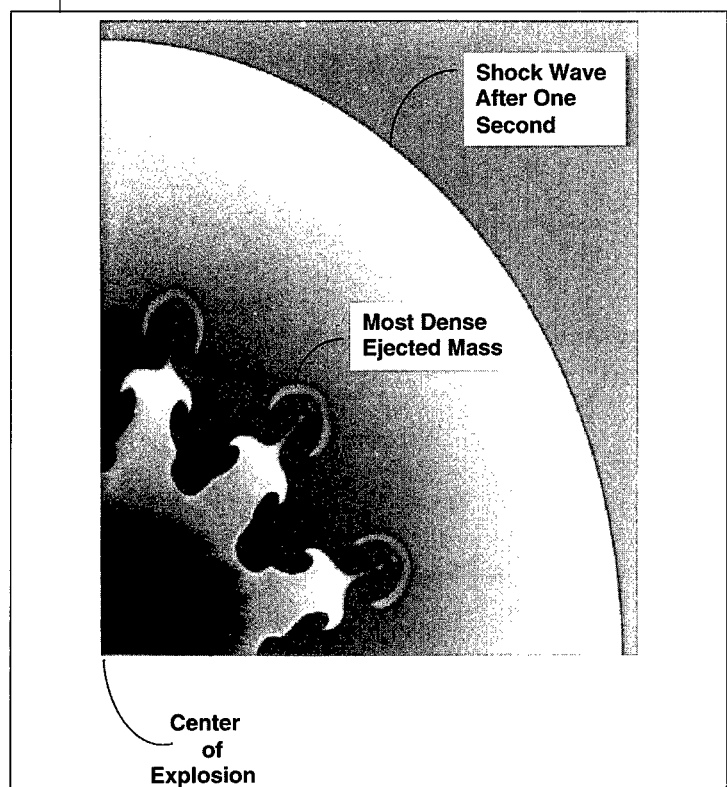 Shock Wave
After One
Second
Most Dense
Ejected Mass
Center
of
Explosion